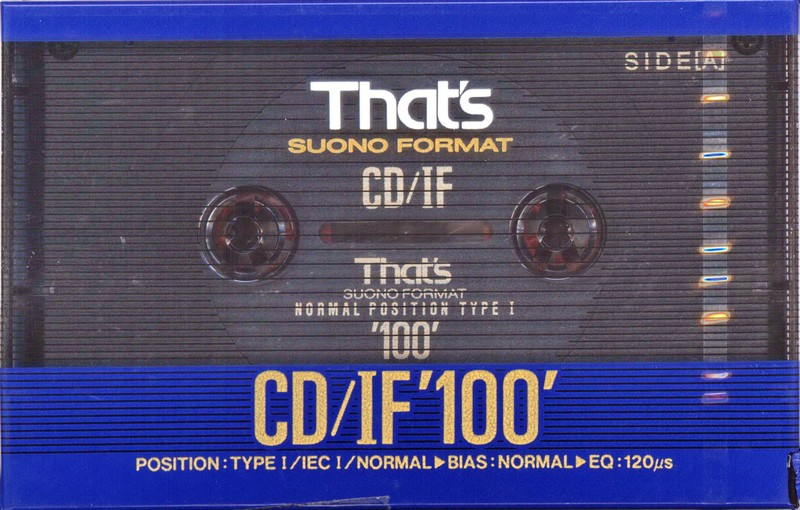 SIDE[A]
That's
SUONO FORMAT
CD/IF
That's
SUONO FORMAT
NORMAL POSITION TYPE I
'100'
CD/IF'100'
POSITION:TYPE I/IEC I/NORMAL▶BIAS:NORMAL▶EQ:120μs